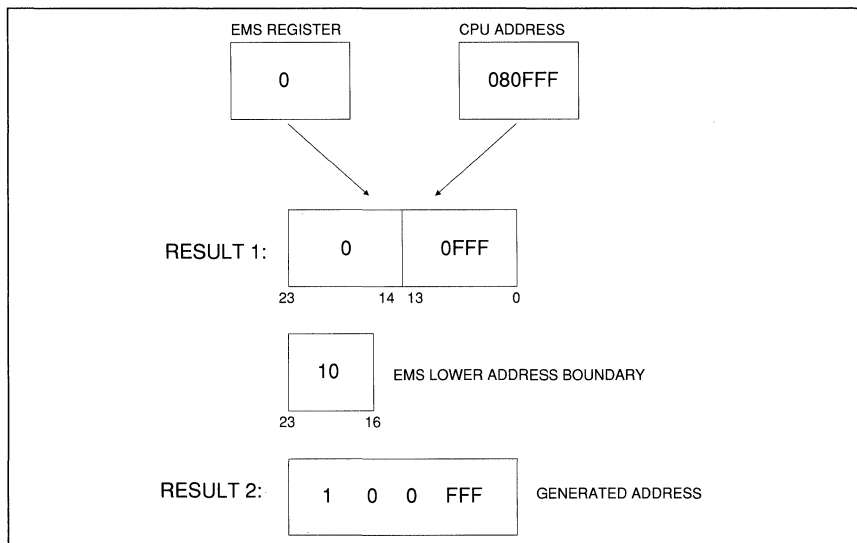 EMS REGISTER CPU ADDRESS
0 080FFF
RESULT 1: 0 0FFF
23 14 13 0
10 EMS LOWER ADDRESS BOUNDARY
23 16
RESULT 2: 1 0 0 FFF GENERATED ADDRESS